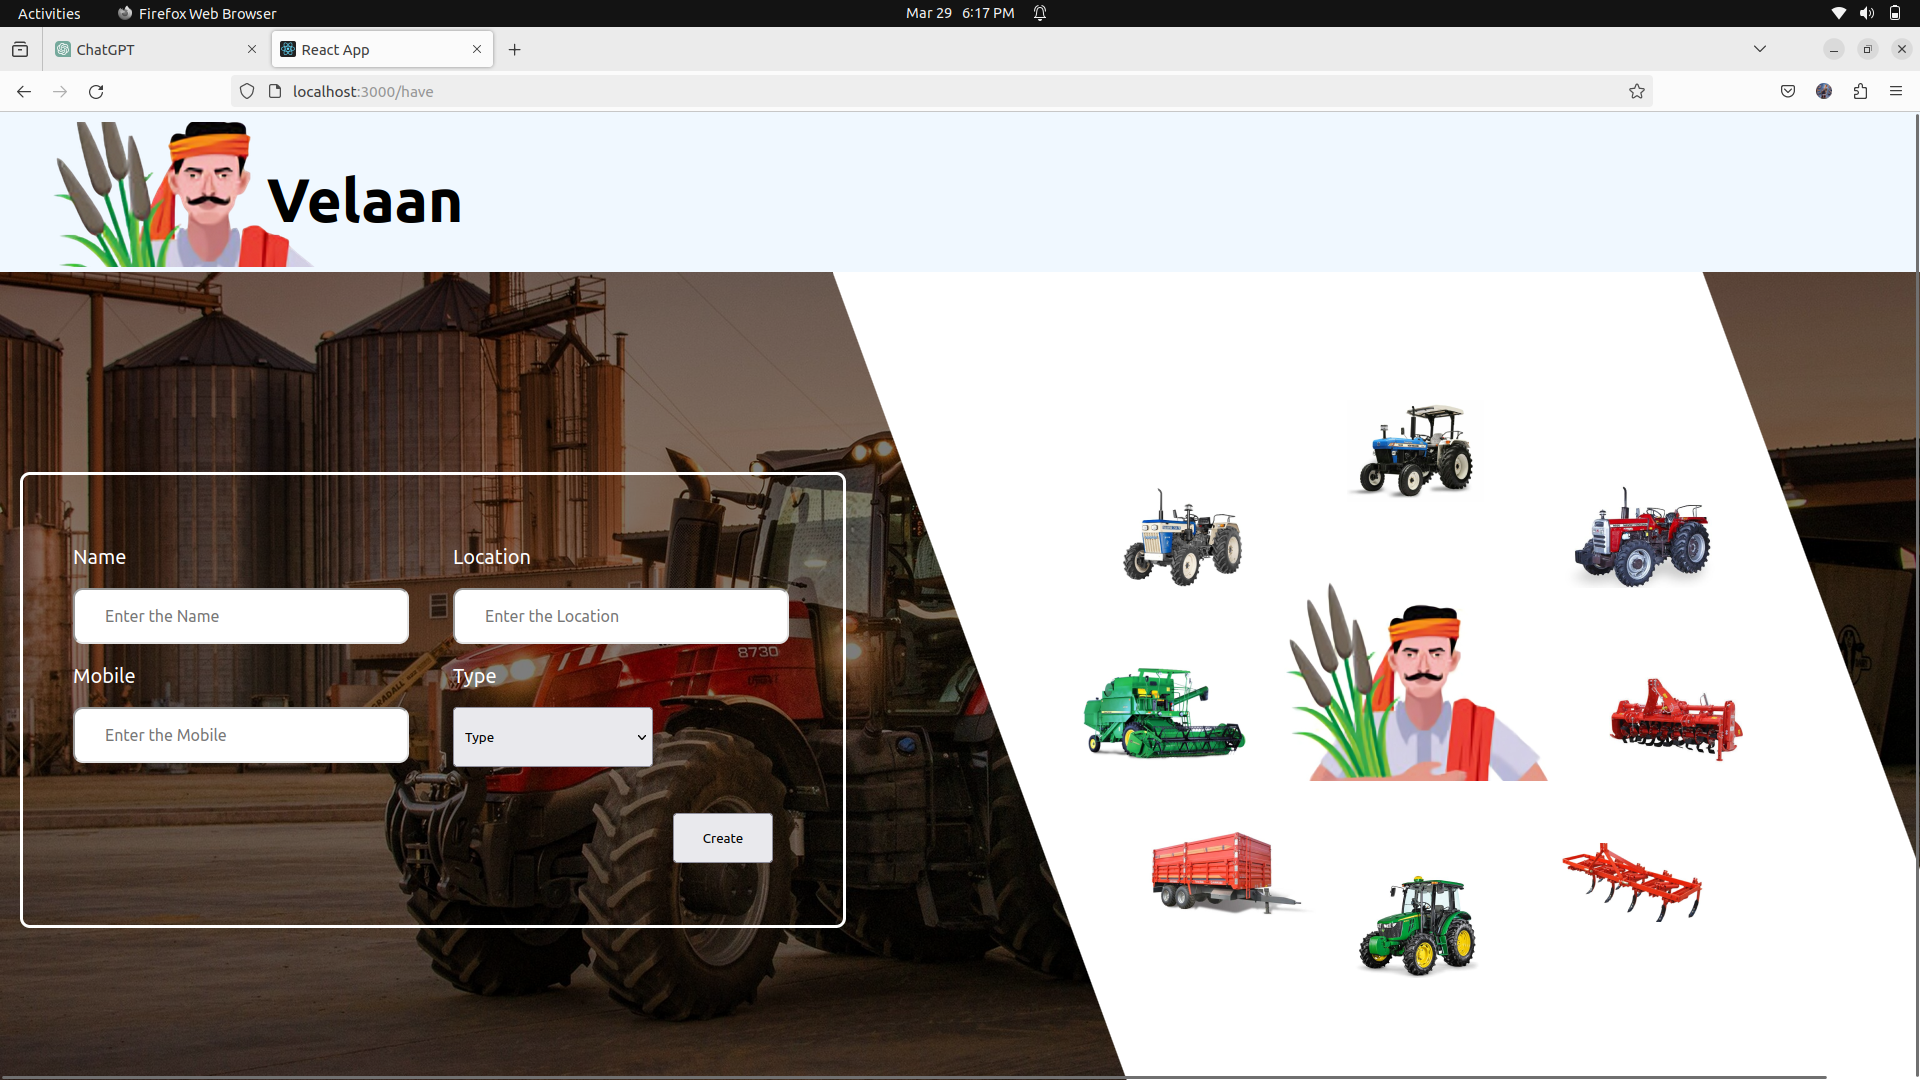 Activities Firefox Web Browser Mar 29 6:17 PM
ChatGPT React App
localhost:3000/have
Velaan
Name Location
Enter the Name Enter the Location
8730
Mobile Type
Enter the Mobile Type
Create